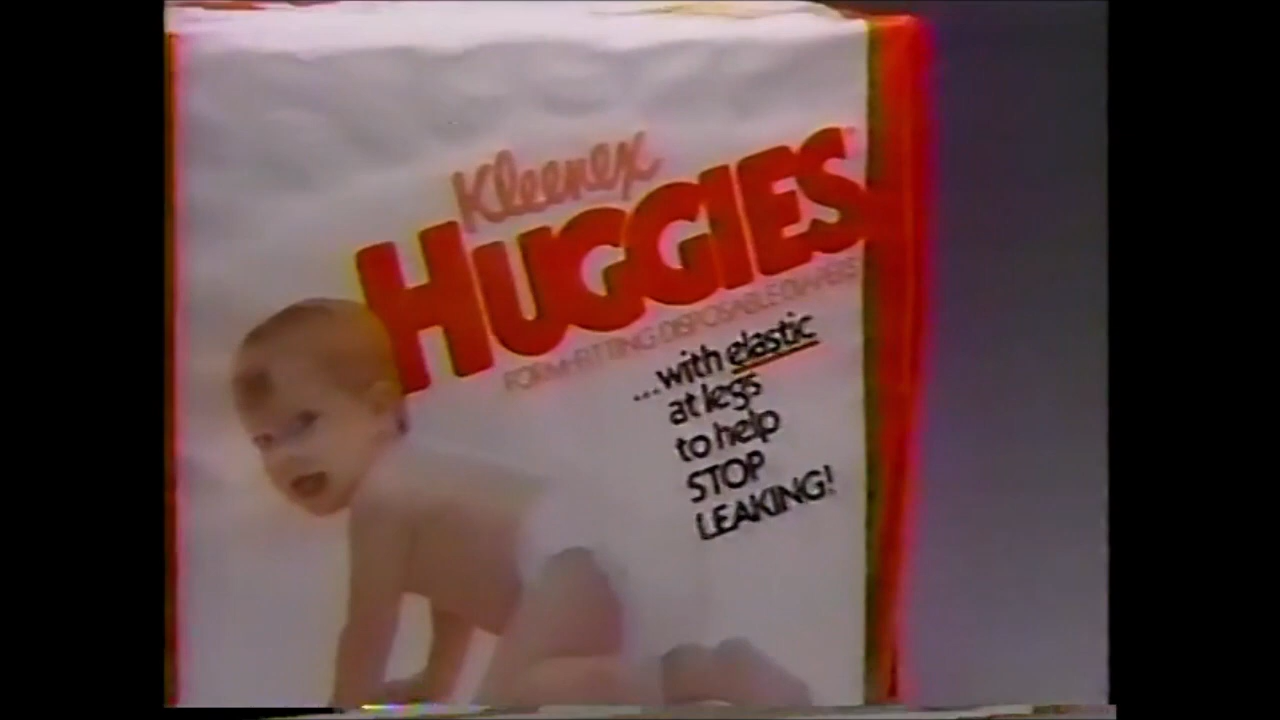 Kleenex
HUGGIES
FORM-FITTING DISPOSABLE DIAPERS
...with elastic
at legs
to help
STOP
LEAKING!